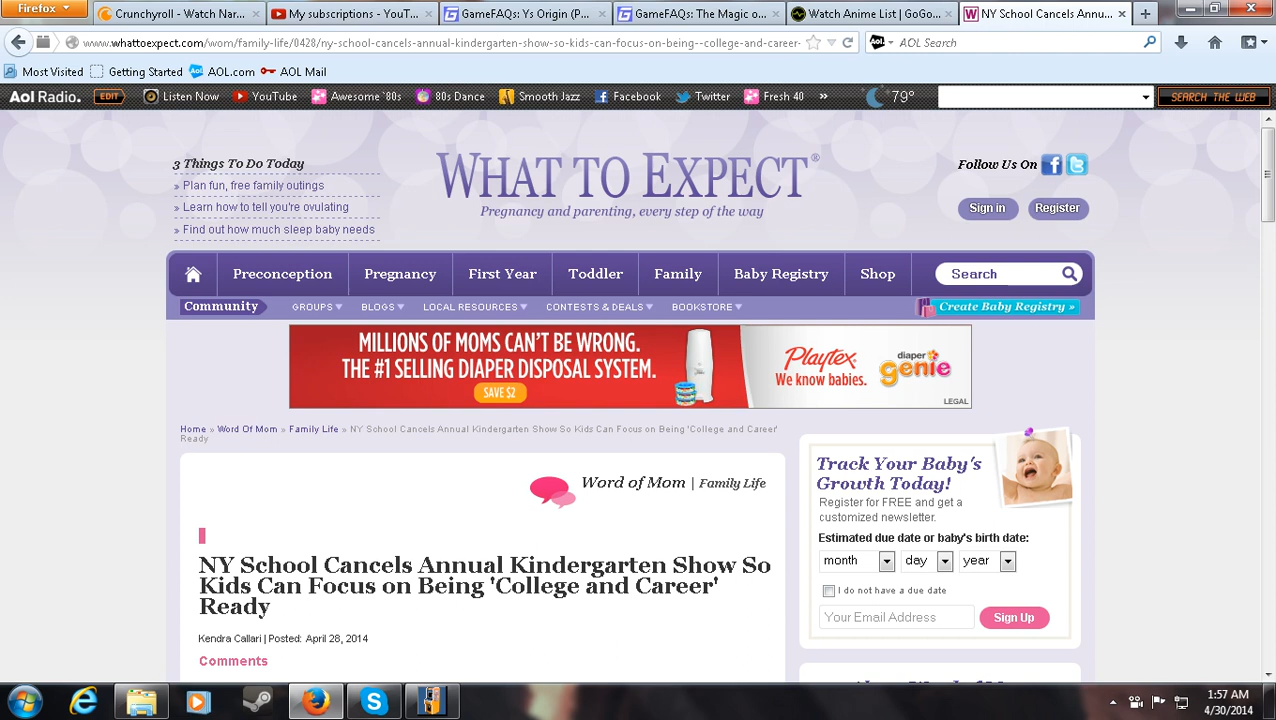 Firefox
Crunchyroll - Watch Nar...
My subscriptions - YouT...
GameFAQs: Ys Origin (P...
GameFAQs: The Magic o...
Watch Anime List | GoGo...
NY School Cancels Annu...
www.whattoexpect.com/wom/family-life/0428/ny-school-cancels-annual-kindergarten-show-so-kids-can-focus-on-being--college-and-career-
AOL Search
Most Visited
Getting Started
AOL.com
AOL Mail
Aol Radio.
EDIT
Listen Now
YouTube
Awesome `80s
80s Dance
Smooth Jazz
Facebook
Twitter
Fresh 40
79°
SEARCH THE WEB
3 Things To Do Today
» Plan fun, free family outings
» Learn how to tell you're ovulating
» Find out how much sleep baby needs
WHAT TO EXPECT®
Pregnancy and parenting, every step of the way
Follow Us On
Sign in
Register
Preconception
Pregnancy
First Year
Toddler
Family
Baby Registry
Shop
Search
Community
GROUPS
BLOGS
LOCAL RESOURCES
CONTESTS & DEALS
BOOKSTORE
Create Baby Registry »
MILLIONS OF MOMS CAN'T BE WRONG.
THE #1 SELLING DIAPER DISPOSAL SYSTEM.
SAVE $2
Playtex
We know babies.
diaper
genie
LEGAL
Home » Word Of Mom » Family Life » NY School Cancels Annual Kindergarten Show So Kids Can Focus on Being 'College and Career'
Ready
Word of Mom | Family Life
NY School Cancels Annual Kindergarten Show So
Kids Can Focus on Being 'College and Career'
Ready
Kendra Callari | Posted: April 28, 2014
Comments
Track Your Baby's
Growth Today!
Register for FREE and get a
customized newsletter.
Estimated due date or baby's birth date:
month
day
year
I do not have a due date
Your Email Address
Sign Up
1:57 AM
4/30/2014